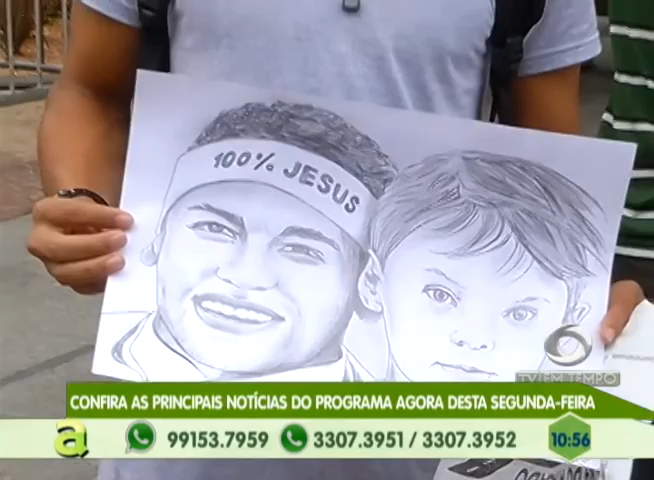 100% JESUS
TV EM TEMPO
CONFIRA AS PRINCIPAIS NOTÍCIAS DO PROGRAMA AGORA DESTA SEGUNDA-FEIRA
a 99153.7959 3307.3951 / 3307.3952 10:56